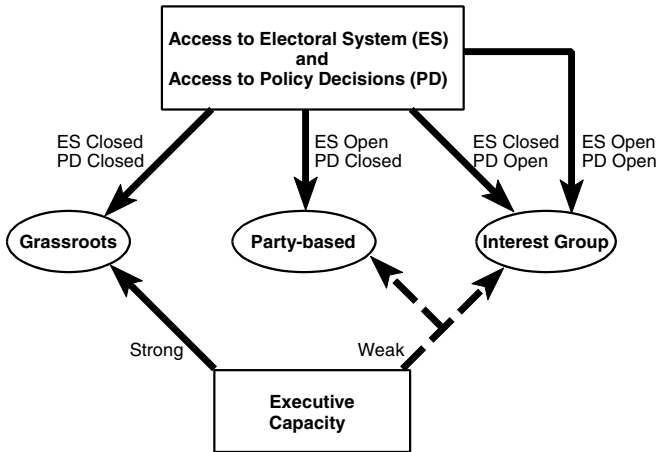 Access to Electoral System (ES)
and
Access to Policy Decisions (PD)
ES Closed
PD Closed
ES Open
PD Closed
ES Closed
PD Open
ES Open
PD Open
Grassroots
Party-based
Interest Group
Strong
Weak
Executive
Capacity